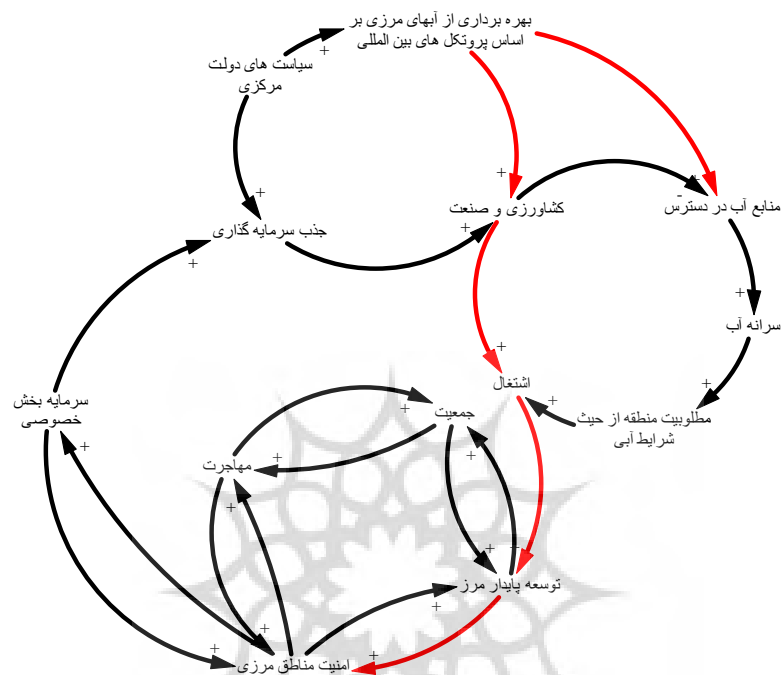 بهره برداری از آبهای مرزی بر
اساس پروتکل های بین المللی
سیاست های دولت
مرکزی
+
+
+
+
کشاورزی و صنعت
+
-
منابع آب در دسترس
جذب سرمایه گذاری
+
+
+
سرانه آب
+
اشتغال
+
+
مطلوبیت منطقه از حیث
شرایط آبی
سرمایه بخش
خصوصی
+
جمعیت
+
+
+
مهاجرت
+
+
+
توسعه پایدار مرز
+
+
+
+
امنیت مناطق مرزی
+